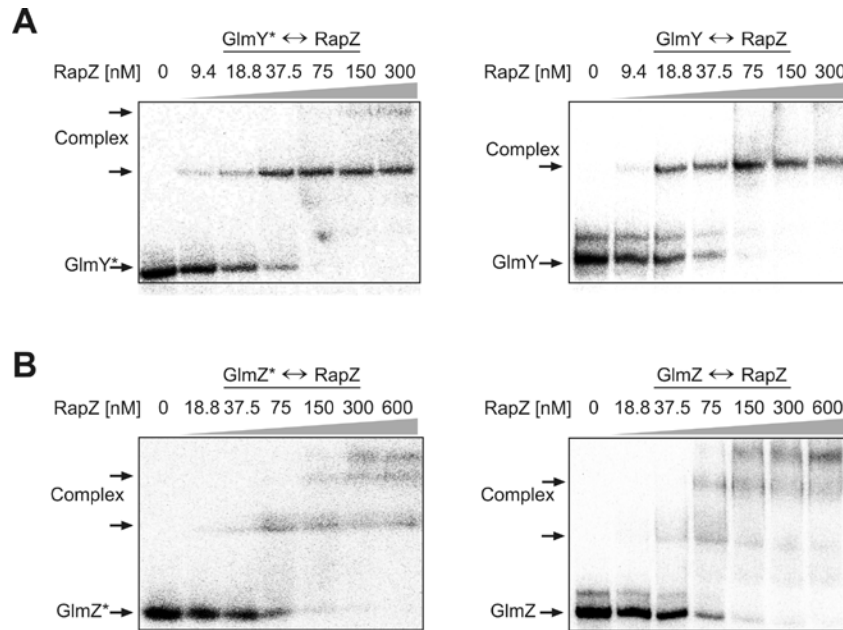 A
GlmY* ↔ RapZ
RapZ [nM] 0 9.4 18.8 37.5 75 150 300
Complex
GlmY*
GlmY ↔ RapZ
RapZ [nM] 0 9.4 18.8 37.5 75 150 300
Complex
GlmY
B
GlmZ* ↔ RapZ
RapZ [nM] 0 18.8 37.5 75 150 300 600
Complex
GlmZ*
GlmZ ↔ RapZ
RapZ [nM] 0 18.8 37.5 75 150 300 600
Complex
GlmZ